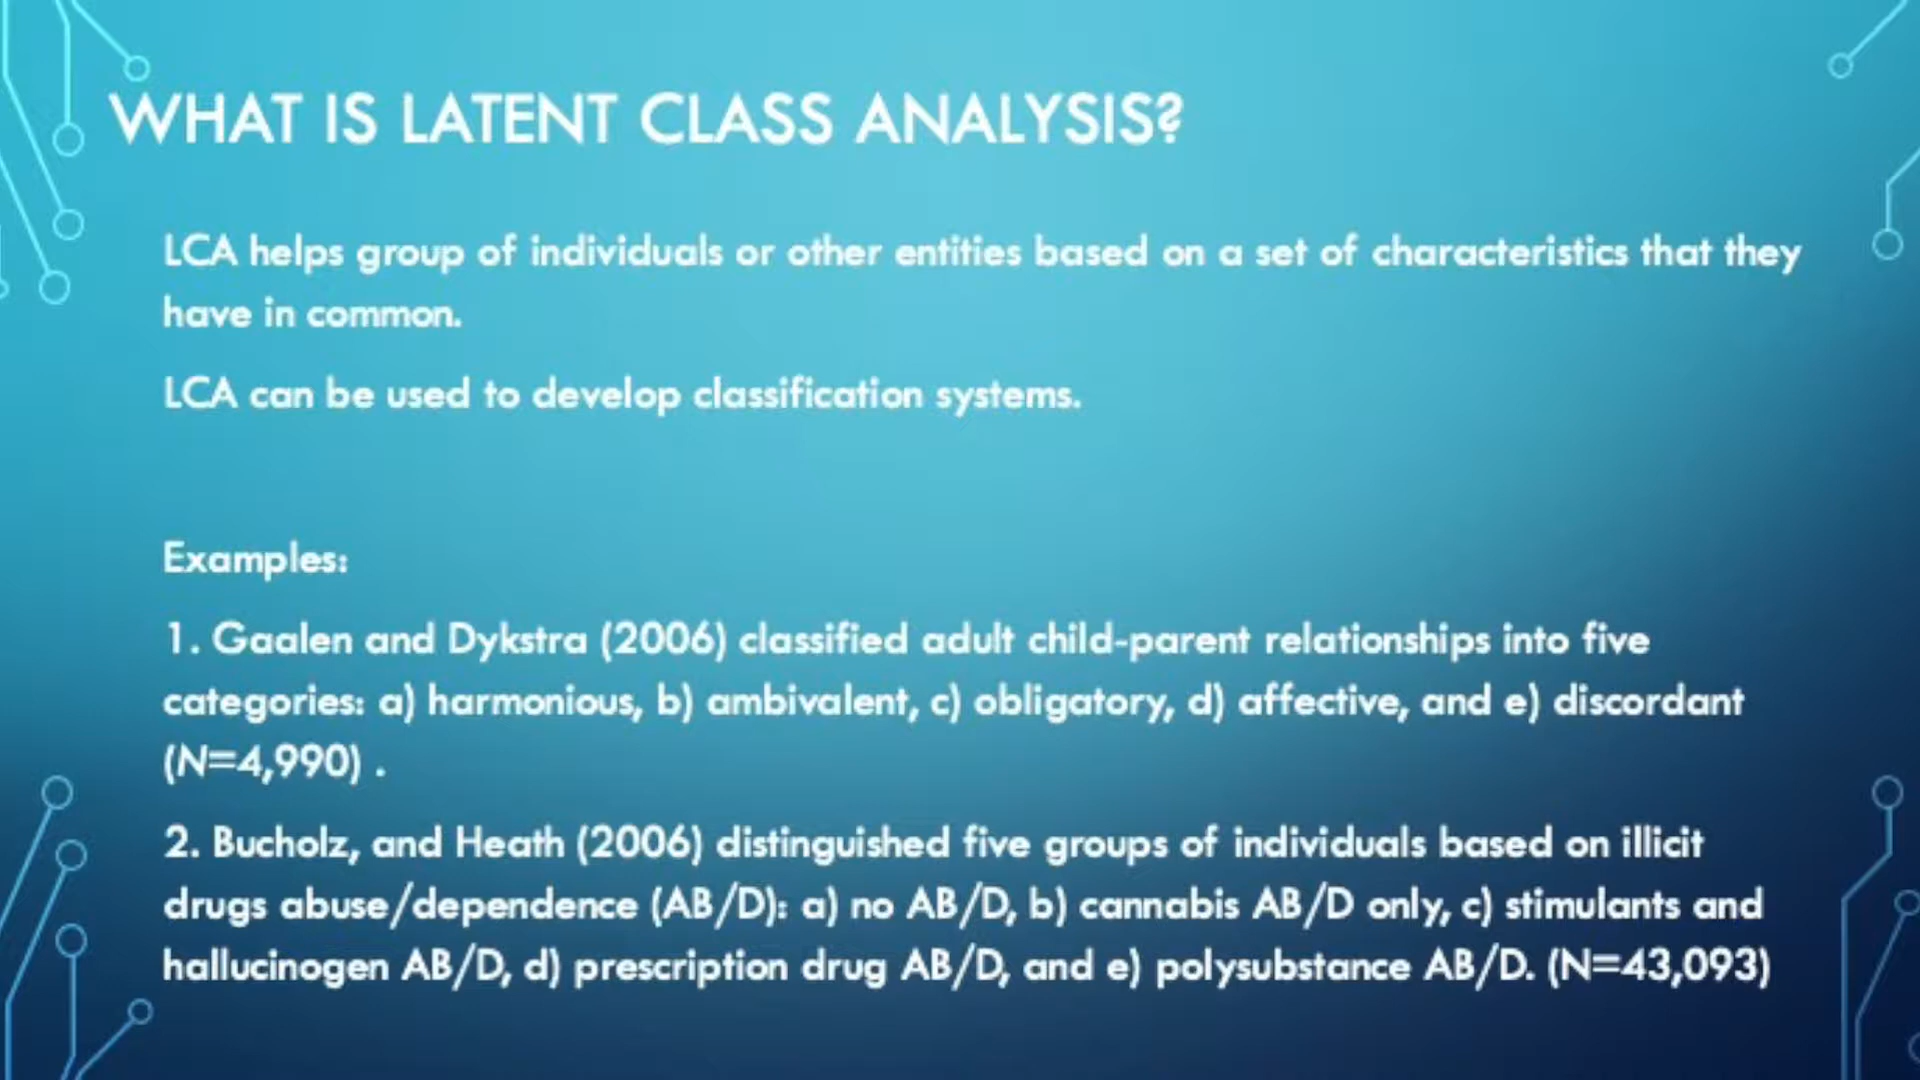 WHAT IS LATENT CLASS ANALYSIS?
LCA helps group of individuals or other entities based on a set of characteristics that they
have in common.
LCA can be used to develop classification systems.
Examples:
1. Gaalen and Dykstra (2006) classified adult child-parent relationships into five
categories: a) harmonious, b) ambivalent, c) obligatory, d) affective, and e) discordant
(N=4,990) .
2. Bucholz, and Heath (2006) distinguished five groups of individuals based on illicit
drugs abuse/dependence (AB/D): a) no AB/D, b) cannabis AB/D only, c) stimulants and
hallucinogen AB/D, d) prescription drug AB/D, and e) polysubstance AB/D. (N=43,093)